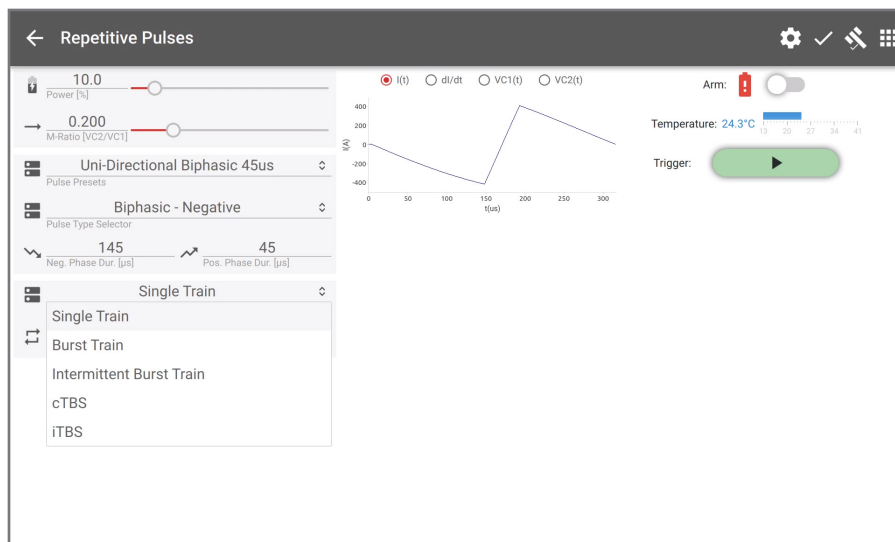 Repetitive Pulses
10.0
Power [%]
0.200
M-Ratio [VC2/VC1]
Uni-Directional Biphasic 45us
Pulse Presets
Biphasic - Negative
Pulse Type Selector
145 45
Neg. Phase Dur. [µs] Pos. Phase Dur. [µs]
Single Train
Single Train
Burst Train
Intermittent Burst Train
cTBS
iTBS
I(t) dI/dt VC1(t) VC2(t)
I(A)
400
200
0
-200
-400
0 50 100 150 200 250 300
t(us)
Arm:
Temperature: 24.3°C
13 20 27 34 41
Trigger: